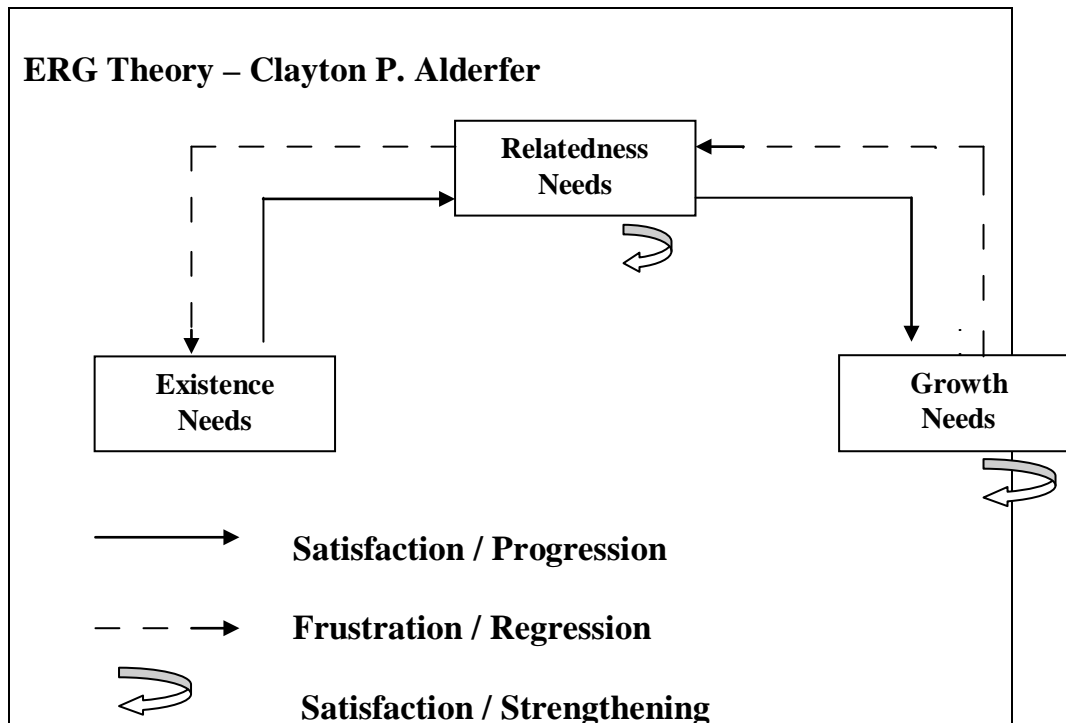 ERG Theory – Clayton P. Alderfer
Relatedness
Needs
Existence
Needs
Growth
Needs
Satisfaction / Progression
Frustration / Regression
Satisfaction / Strengthening